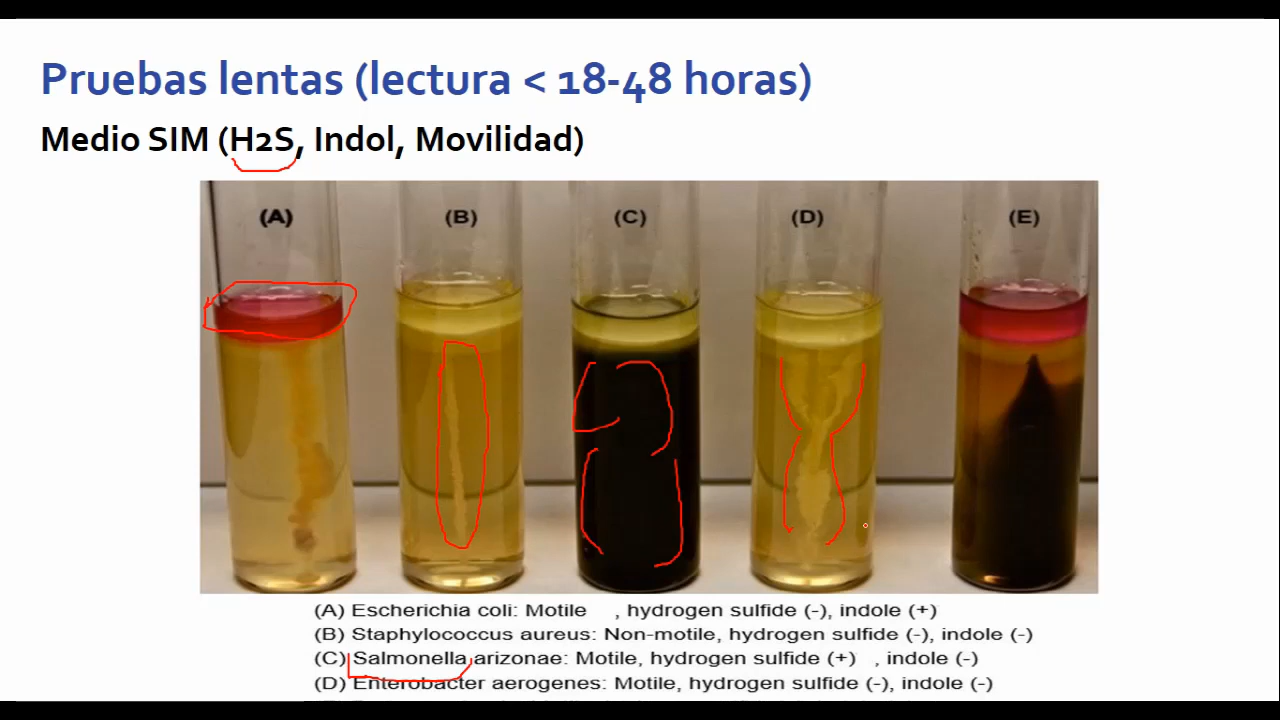 Pruebas lentas (lectura < 18-48 horas)
Medio SIM (H2S, Indol, Movilidad)
(A) (B) (C) (D) (E)
(A) Escherichia coli: Motile , hydrogen sulfide (-), indole (+)
(B) Staphylococcus aureus: Non-motile, hydrogen sulfide (-), indole (-)
(C) Salmonella arizonae: Motile, hydrogen sulfide (+) , indole (-)
(D) Enterobacter aerogenes: Motile, hydrogen sulfide (-), indole (-)